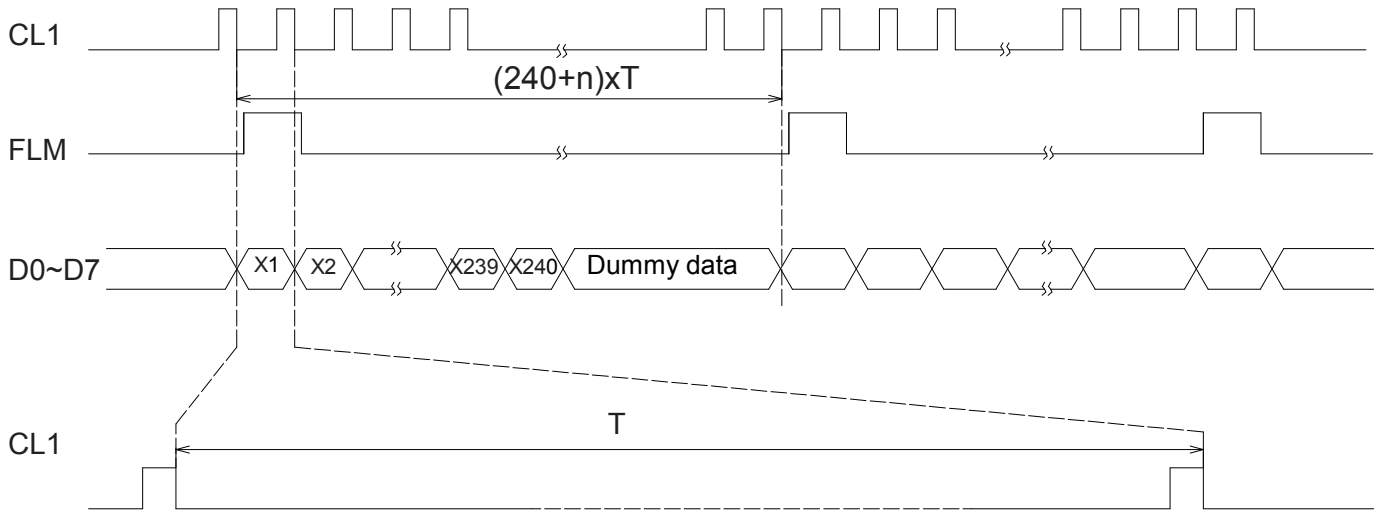 CL1
(240+n)xT
FLM
D0~D7 X1 X2 X239 X240 Dummy data
T
CL1